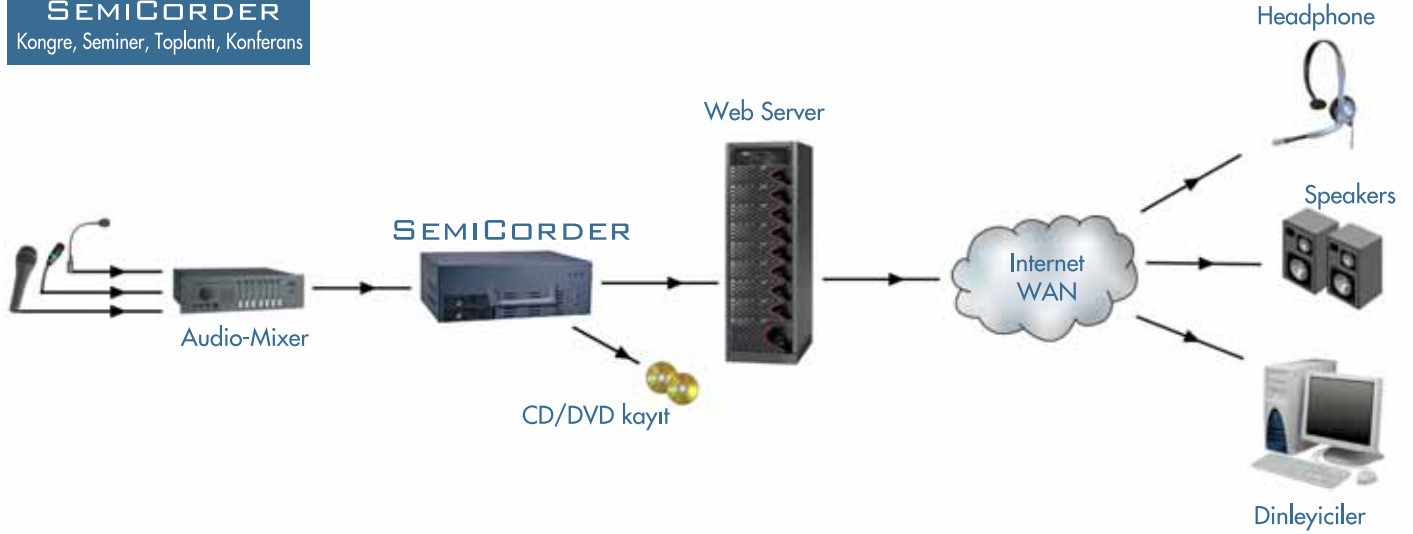 SEMICORDER
Kongre, Seminer, Toplantı, Konferans
Headphone
Web Server
Speakers
SEMICORDER
Internet
WAN
Audio-Mixer
CD/DVD kayıt
Dinleyiciler